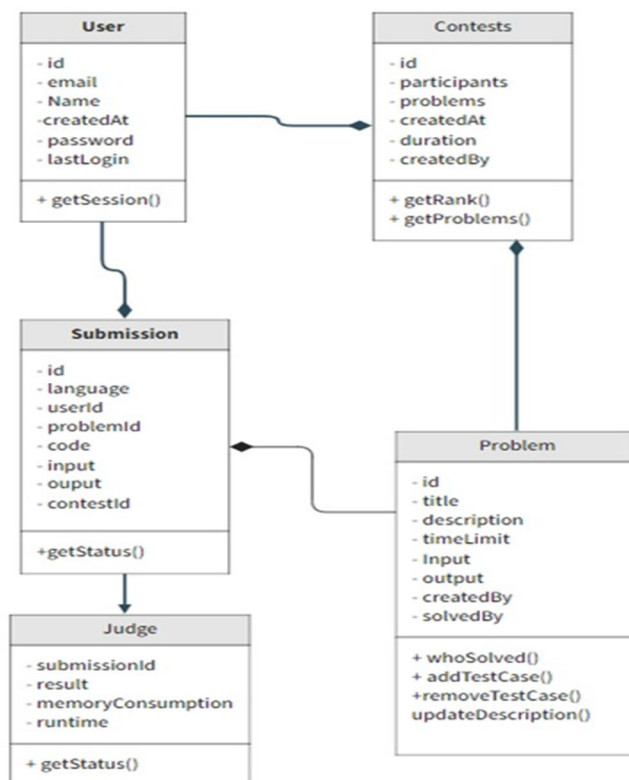 User
- id
- email
- Name
-createdAt
- password
- lastLogin
+ getSession()
Contests
- id
- participants
- problems
- createdAt
- duration
- createdBy
+ getRank()
+ getProblems()
Submission
- id
- language
- userId
- problemId
- code
- input
- ouput
- contestId
+getStatus()
Problem
- id
- title
- description
- timeLimit
- Input
- output
- createdBy
- solvedBy
+ whoSolved()
+ addTestCase()
+removeTestCase()
updateDescription()
Judge
- submissionId
- result
- memoryConsumption
- runtime
+ getStatus()